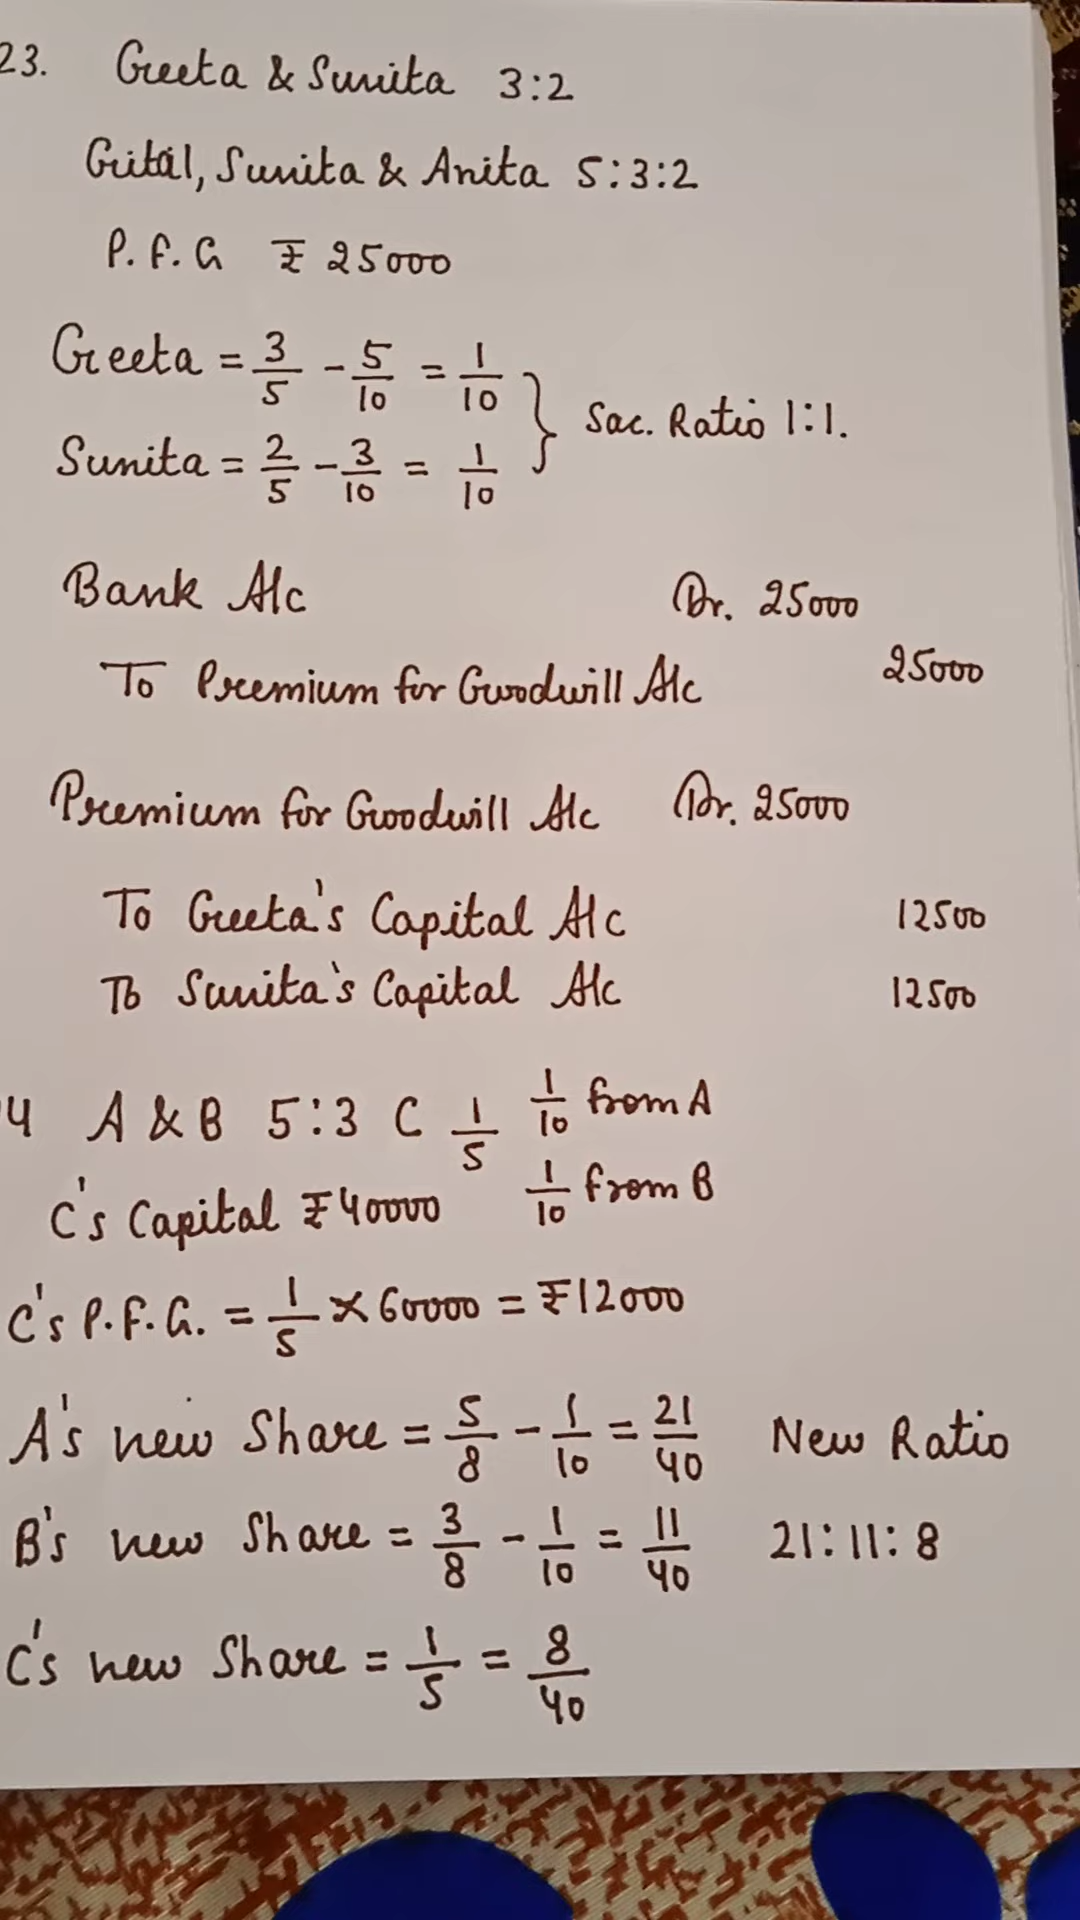 23. Geeta & Sunita 3:2
Gital, Sunita & Anita 5:3:2
P.F.G ₹ 25000
Geeta = 3/5 - 5/10 = 1/10
Sunita = 2/5 - 3/10 = 1/10 } Sac. Ratio 1:1.
Bank A/c Dr. 25000
To Premium for Goodwill A/c 25000
Premium for Goodwill A/c Dr. 25000
To Geeta's Capital A/c 12500
To Sunita's Capital A/c 12500
4 A & B 5:3 C 1/5 1/10 from A
C's Capital ₹40000 1/10 from B
C's P.F.G. = 1/5 × 60000 = ₹12000
A's new Share = 5/8 - 1/10 = 21/40 New Ratio
B's new Share = 3/8 - 1/10 = 11/40 21:11:8
C's new Share = 1/5 = 8/40